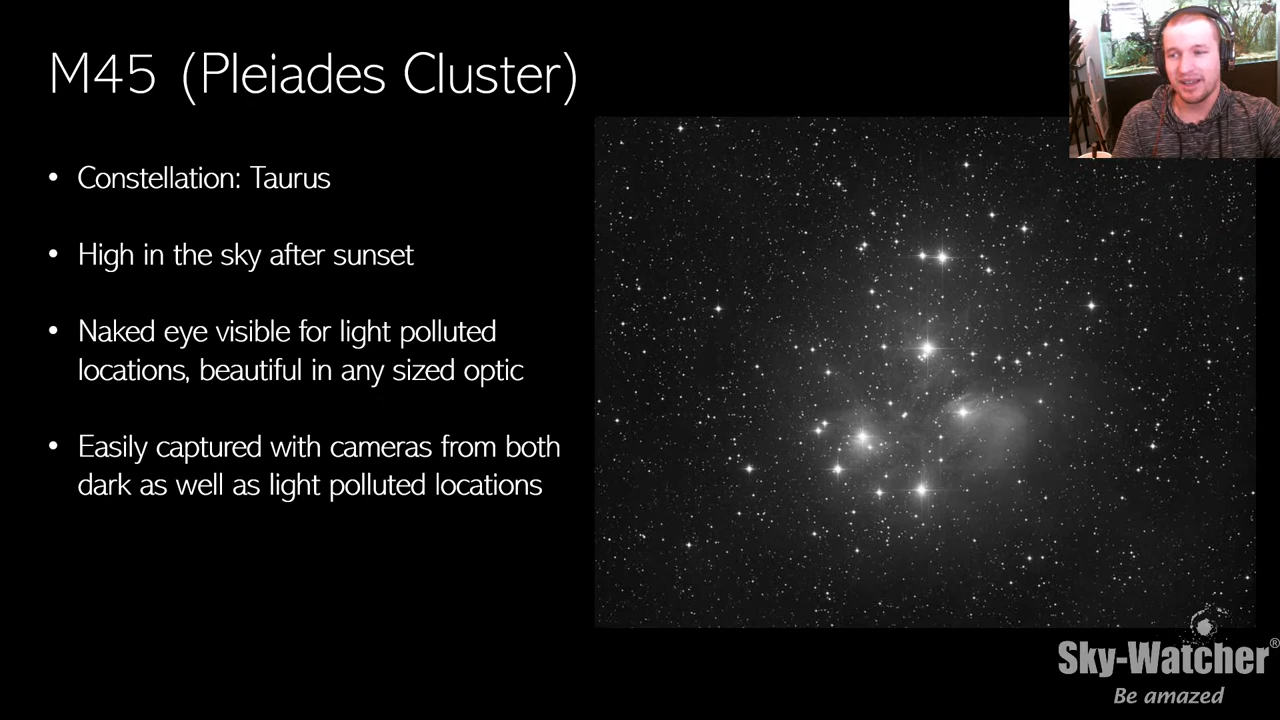 M45 (Pleiades Cluster)
• Constellation: Taurus
• High in the sky after sunset
• Naked eye visible for light polluted
locations, beautiful in any sized optic
• Easily captured with cameras from both
dark as well as light polluted locations
Sky-Watcher®
Be amazed